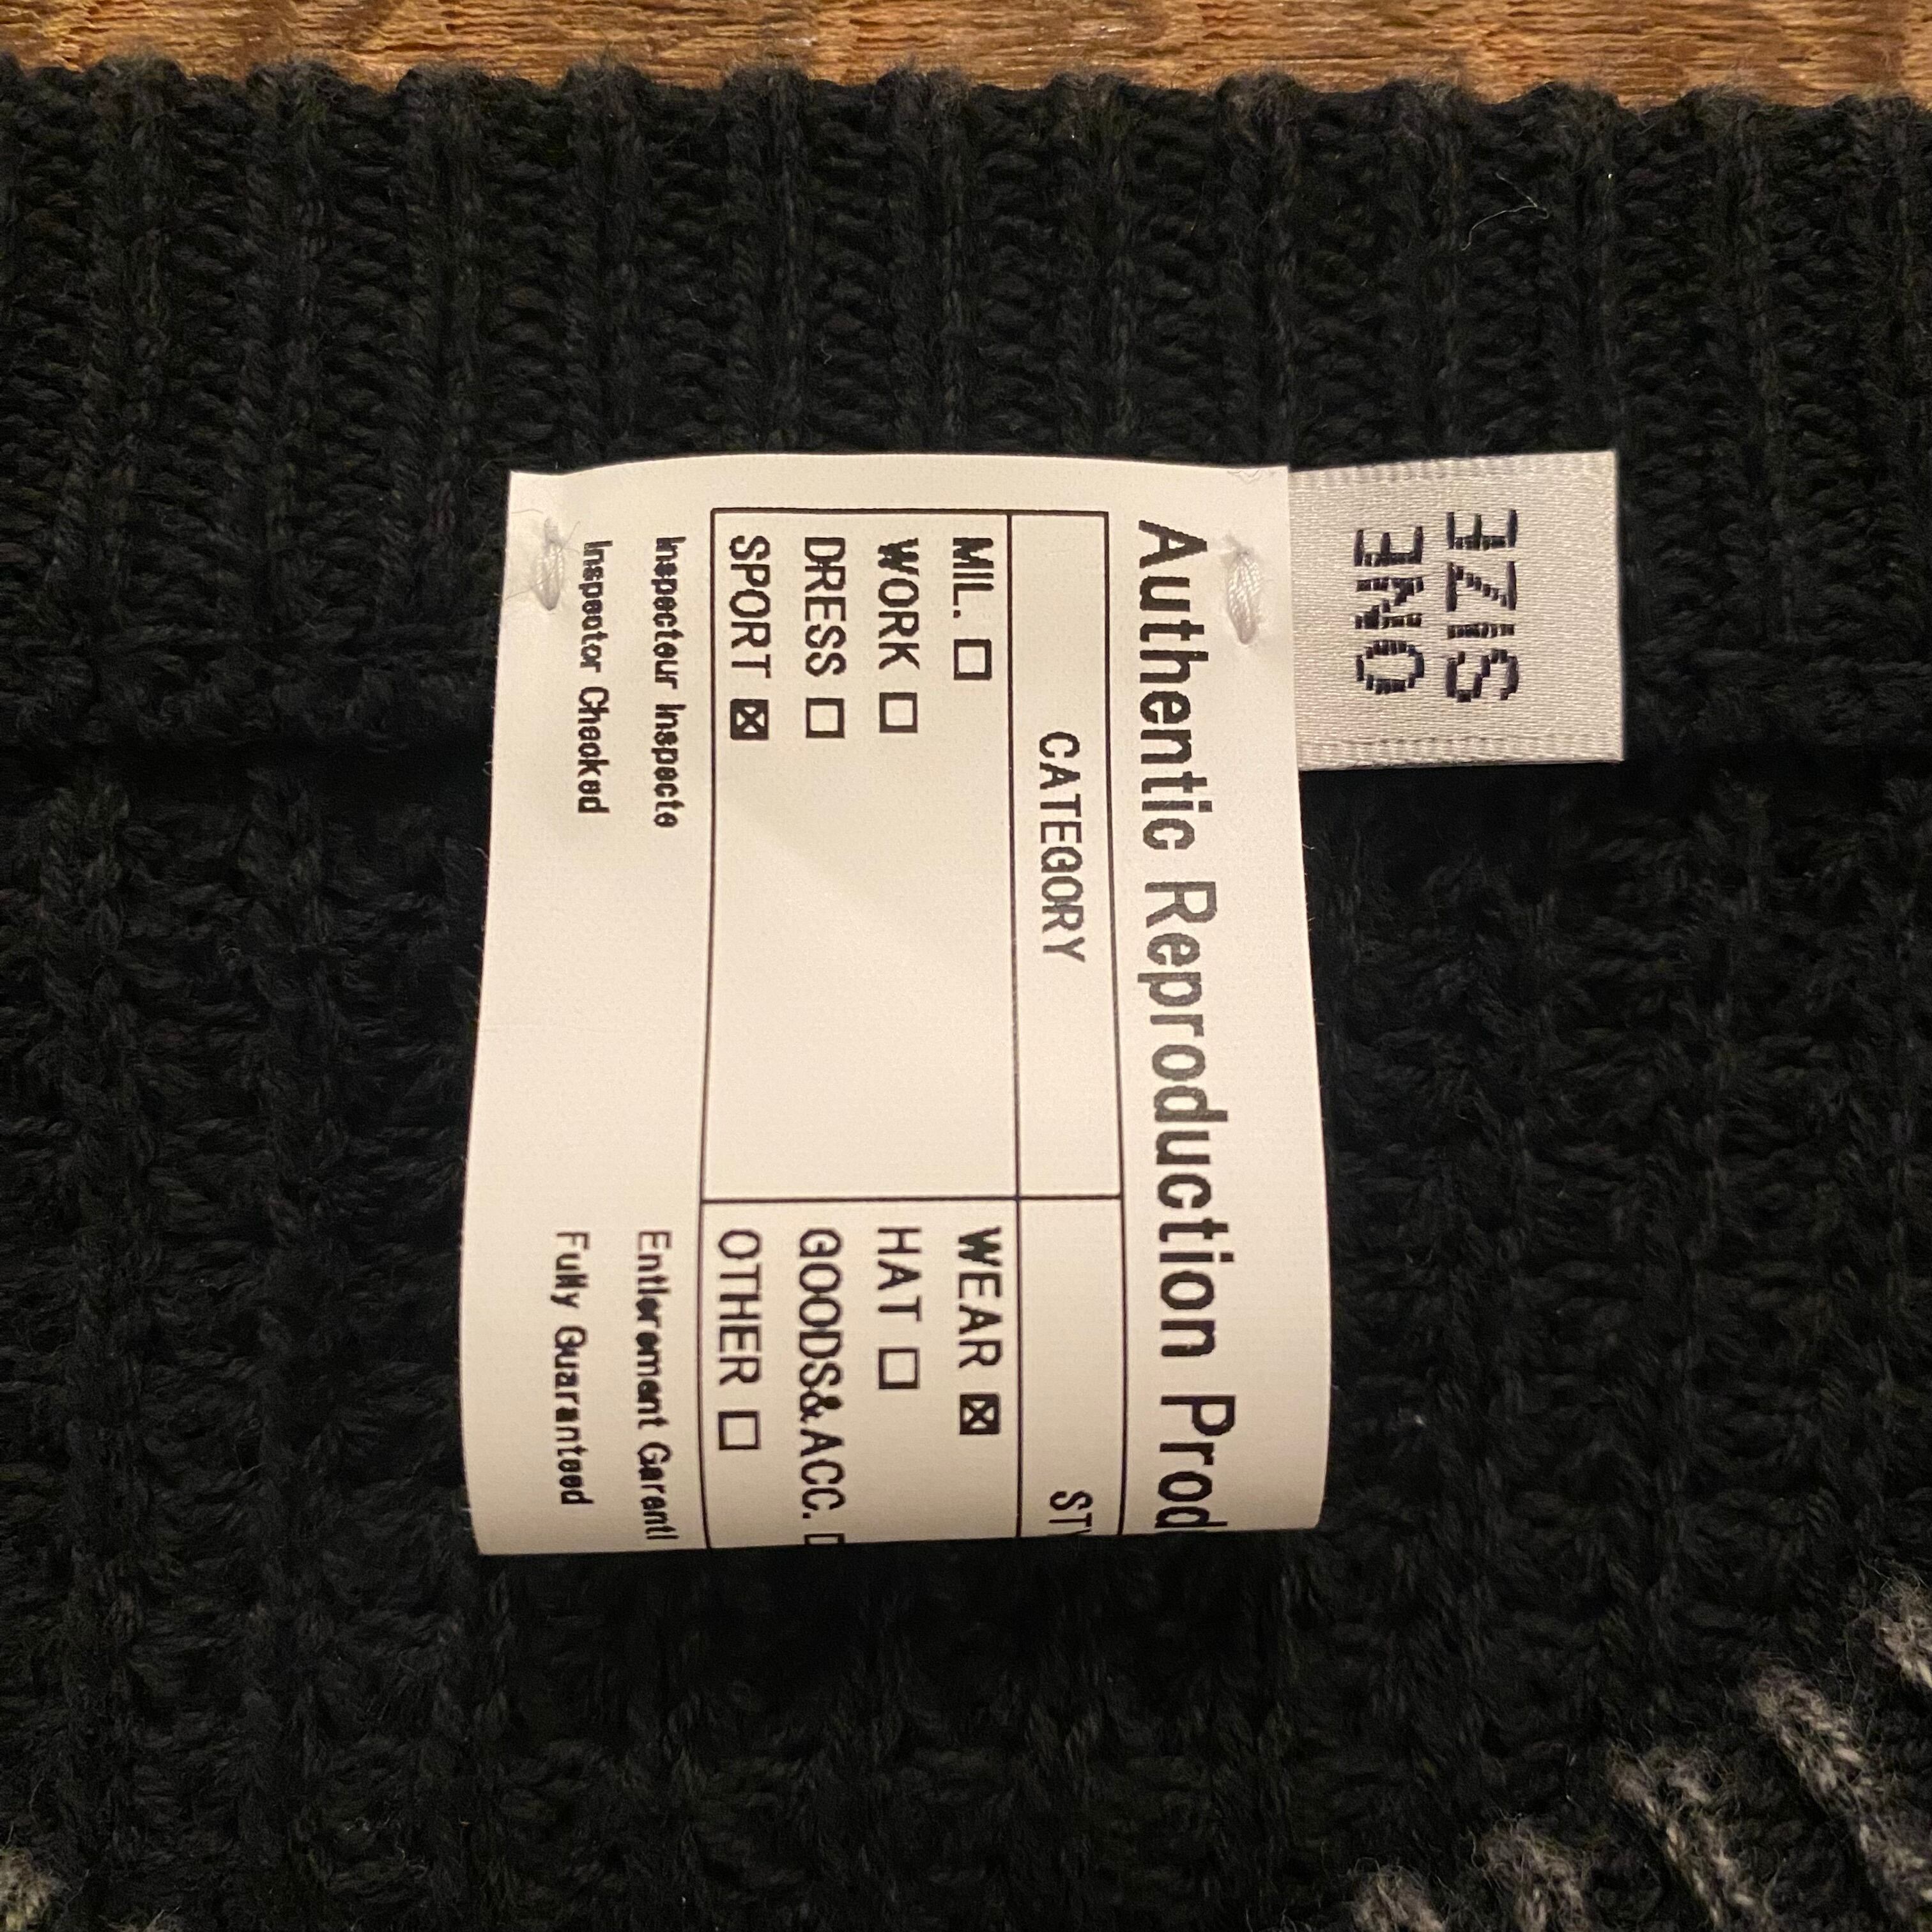 SIZE
ONE
Authentic Reproduction Prod
CATEGORY STY
MIL. □ WEAR ☒
WORK □ HAT □
DRESS □ GOODS&ACC. □
SPORT ☒ OTHER □
Inspecteur Inspecte Entierement Garanti
Inspector Checked Fully Guaranteed